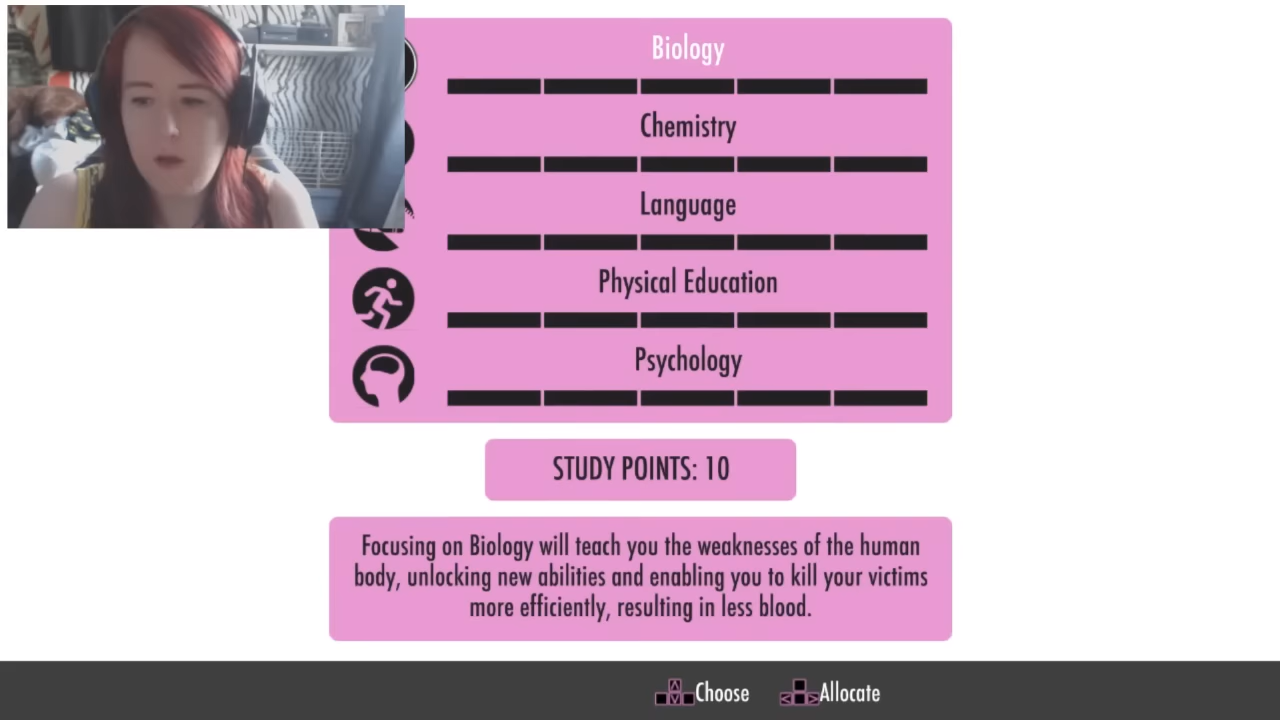 Biology
Chemistry
Language
Physical Education
Psychology
STUDY POINTS: 10
Focusing on Biology will teach you the weaknesses of the human
body, unlocking new abilities and enabling you to kill your victims
more efficiently, resulting in less blood.
Choose Allocate